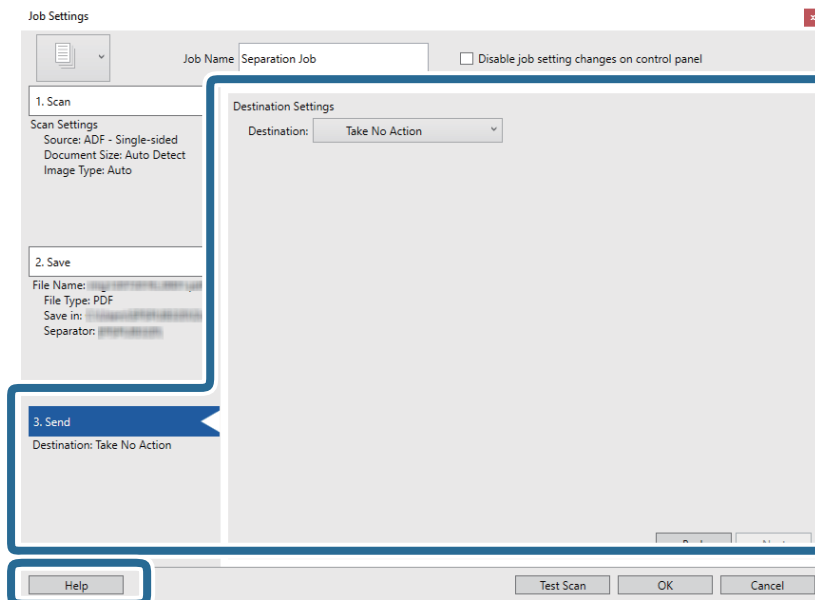 Job Settings
Job Name Separation Job Disable job setting changes on control panel
1. Scan
Scan Settings
Source: ADF - Single-sided
Document Size: Auto Detect
Image Type: Auto
2. Save
File Name:
File Type: PDF
Save in:
Separator:
3. Send
Destination: Take No Action
Destination Settings
Destination: Take No Action
Help Test Scan OK Cancel